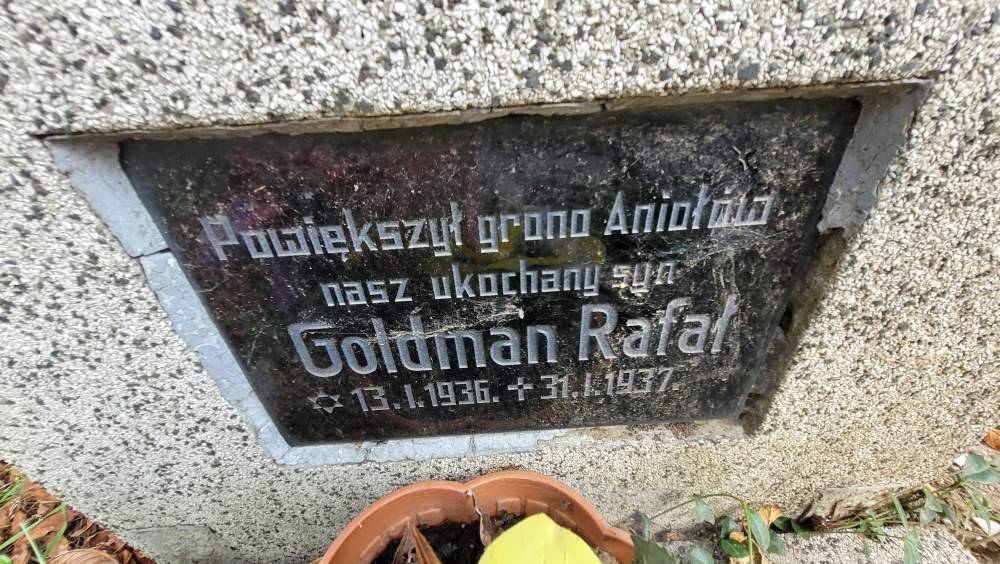 Powiększył grono Aniołów
nasz ukochany syn
Goldman Rafał
✡ 13.I.1936. + 31.I.1937.